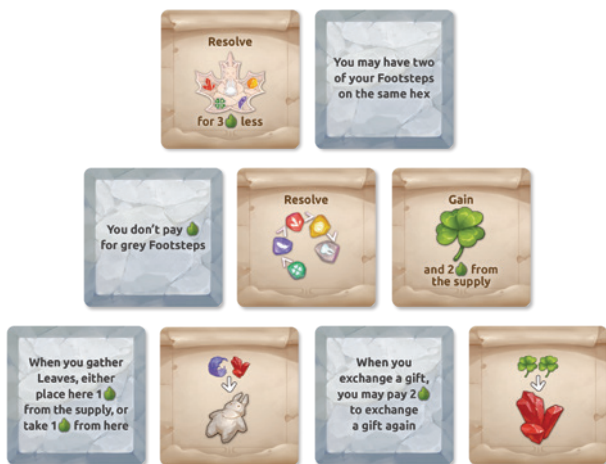 Resolve
for 3 less
You may have two
of your Footsteps
on the same hex
You don't pay
for grey Footsteps
Resolve
Gain
and 2 from
the supply
When you gather
Leaves, either
place here 1
from the supply, or
take 1 from here
When you
exchange a gift,
you may pay 2
to exchange
a gift again